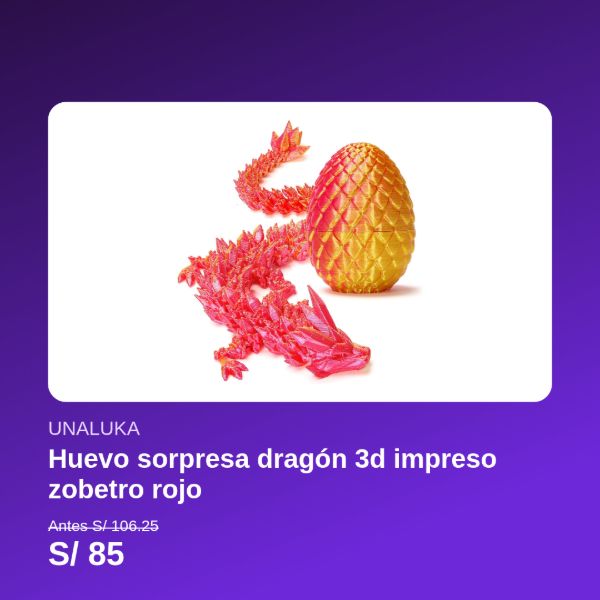 UNALUKA
Huevo sorpresa dragón 3d impreso
zobetro rojo
Antes S/ 106.25
S/ 85